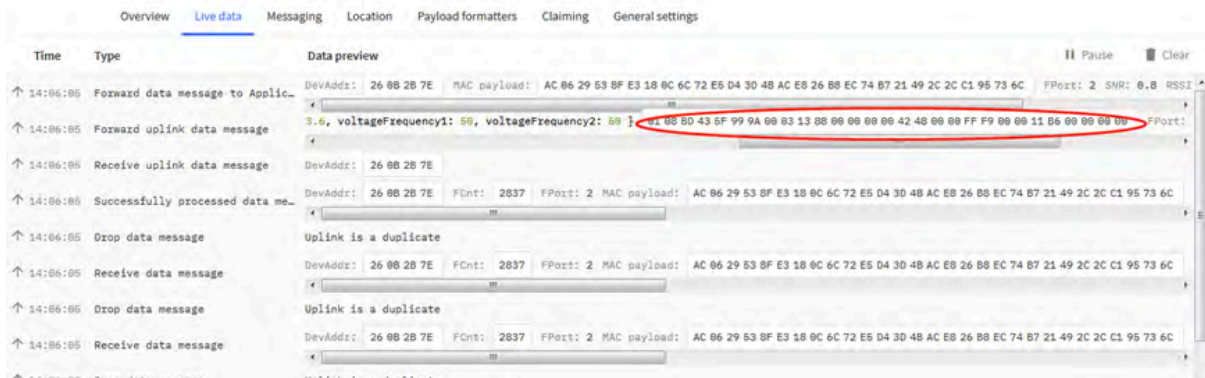 Overview Live data Messaging Location Payload formatters Claiming General settings
Time Type Data preview Pause Clear
14:06:05 Forward data message to Applic… DevAddr: 26 0B 2B 7E MAC payload: AC 06 29 53 8F E3 18 0C 6C 72 E5 D4 3D 4B AC E8 26 B8 EC 74 B7 21 49 2C 2C C1 95 73 6C FPort: 2 SNR: 0.8 RSSI
14:06:05 Forward uplink data message 3.6, voltageFrequency1: 50, voltageFrequency2: 50 } 01 08 8D 43 5F 99 9A 00 03 13 88 00 00 00 00 42 48 00 00 FF F9 00 00 11 B6 00 00 00 00 FPort:
14:06:05 Receive uplink data message DevAddr: 26 0B 2B 7E
14:06:05 Successfully processed data me… DevAddr: 26 0B 2B 7E FCnt: 2837 FPort: 2 MAC payload: AC 06 29 53 8F E3 18 0C 6C 72 E5 D4 3D 4B AC E8 26 B8 EC 74 B7 21 49 2C 2C C1 95 73 6C
14:06:05 Drop data message Uplink is a duplicate
14:06:05 Receive data message DevAddr: 26 0B 2B 7E FCnt: 2837 FPort: 2 MAC payload: AC 06 29 53 8F E3 18 0C 6C 72 E5 D4 3D 4B AC E8 26 B8 EC 74 B7 21 49 2C 2C C1 95 73 6C
14:06:05 Drop data message Uplink is a duplicate
14:06:05 Receive data message DevAddr: 26 0B 2B 7E FCnt: 2837 FPort: 2 MAC payload: AC 06 29 53 8F E3 18 0C 6C 72 E5 D4 3D 4B AC E8 26 B8 EC 74 B7 21 49 2C 2C C1 95 73 6C